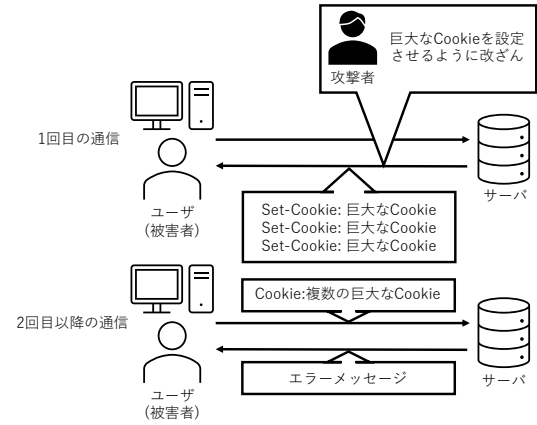 巨大なCookieを設定
させるように改ざん
攻撃者
1回目の通信
ユーザ
(被害者)
サーバ
Set-Cookie: 巨大なCookie
Set-Cookie: 巨大なCookie
Set-Cookie: 巨大なCookie
Cookie:複数の巨大なCookie
2回目以降の通信
エラーメッセージ
ユーザ
(被害者)
サーバ